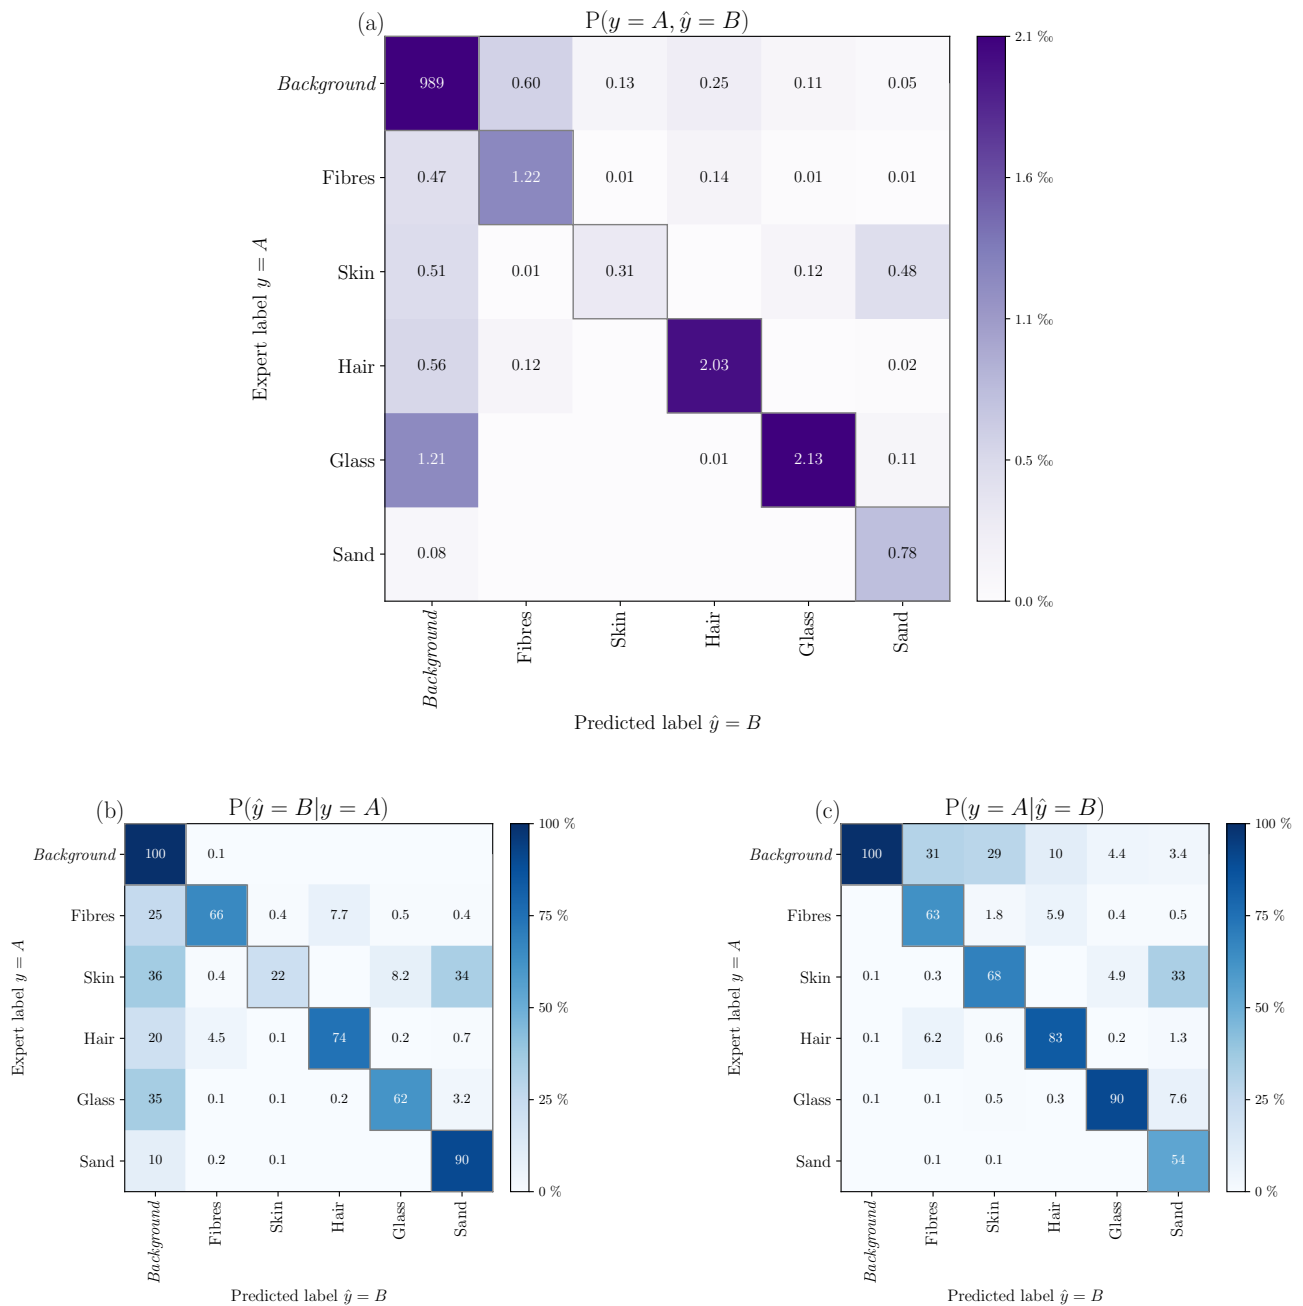 (a)
P(y = A, ŷ = B)
Background 989 0.60 0.13 0.25 0.11 0.05
Fibres 0.47 1.22 0.01 0.14 0.01 0.01
Skin 0.51 0.01 0.31 0.12 0.48
Hair 0.56 0.12 2.03 0.02
Glass 1.21 0.01 2.13 0.11
Sand 0.08 0.78
Expert label y = A
Background Fibres Skin Hair Glass Sand
Predicted label ŷ = B
2.1 ‰
1.6 ‰
1.1 ‰
0.5 ‰
0.0 ‰
(b)
P(ŷ = B|y = A)
Background 100 0.1
Fibres 25 66 0.4 7.7 0.5 0.4
Skin 36 0.4 22 8.2 34
Hair 20 4.5 0.1 74 0.2 0.7
Glass 35 0.1 0.1 0.2 62 3.2
Sand 10 0.2 0.1 90
Expert label y = A
Background Fibres Skin Hair Glass Sand
Predicted label ŷ = B
100 %
75 %
50 %
25 %
0 %
(c)
P(y = A|ŷ = B)
Background 100 31 29 10 4.4 3.4
Fibres 63 1.8 5.9 0.4 0.5
Skin 0.1 0.3 68 4.9 33
Hair 0.1 6.2 0.6 83 0.2 1.3
Glass 0.1 0.1 0.5 0.3 90 7.6
Sand 0.1 0.1 54
Expert label y = A
Background Fibres Skin Hair Glass Sand
Predicted label ŷ = B
100 %
75 %
50 %
25 %
0 %